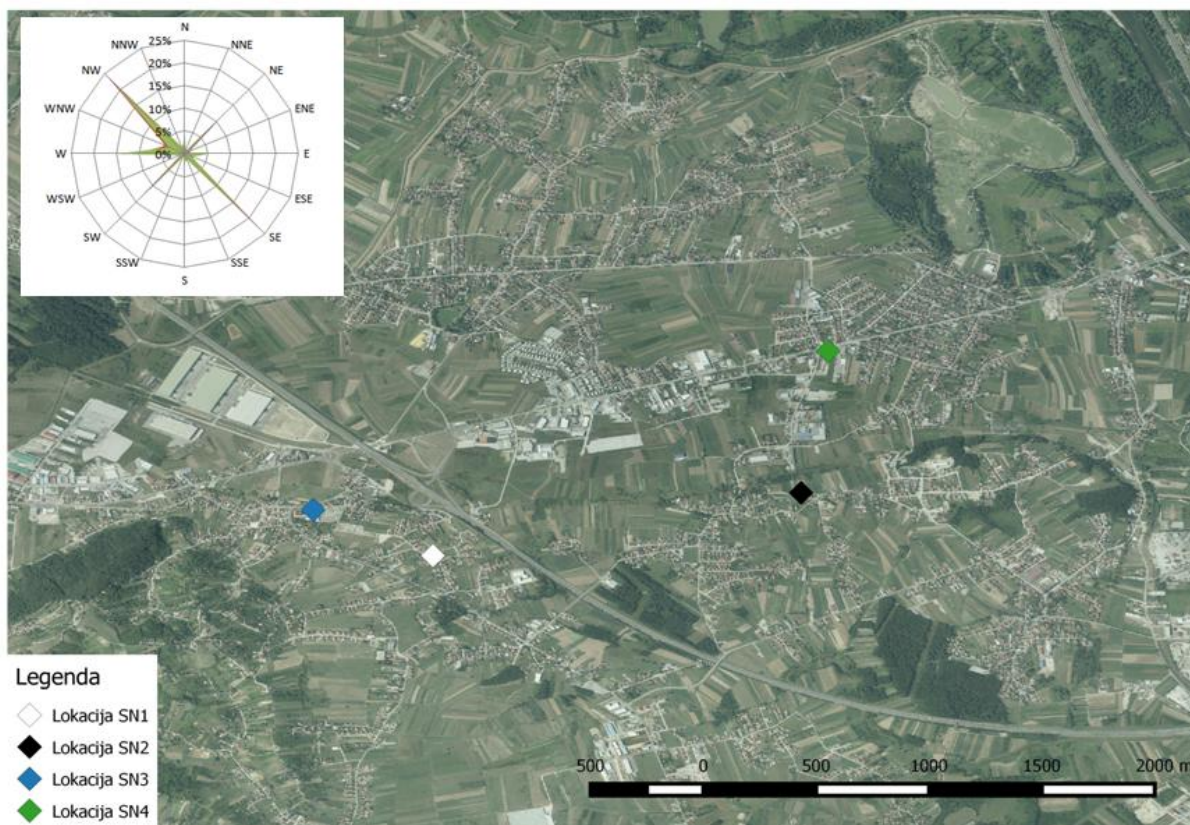 N
NNW
NNE
NW
NE
WNW
ENE
W
E
WSW
ESE
SW
SE
SSW
SSE
S
25%
20%
15%
10%
5%
0%
Legenda
Lokacija SN1
Lokacija SN2
Lokacija SN3
Lokacija SN4
500 0 500 1000 1500 2000 m